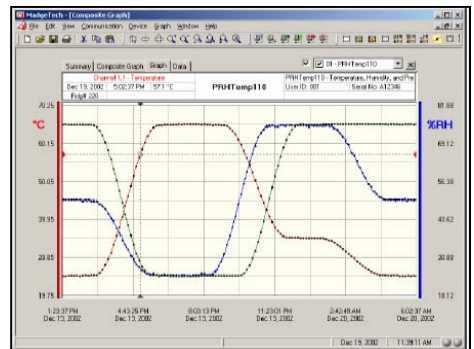 MadgeTech - [Composite Graph]
File Edit View Communication Device Graph Window Help
Summary Composite Graph Graph Data
01 - PRHTemp110
Channel 1.1 - Temperature
Dec 19, 2002 5:02:37 PM 57.1 °C
Rdg# 220
PRHTemp110
PRHTemp110 - Temperature, Humidity, and Pre
User ID: 001 Serial No: A12346
70.25 81.88
°C %RH
60.15 69.12
50.05 56.38
39.95
29.85 30.88
19.75 18.12
1:23:37 PM 4:43:25 PM 8:03:13 PM 11:23:01 PM 2:42:49 AM 6:02:37 AM
Dec 19, 2002 Dec 19, 2002 Dec 19, 2002 Dec 19, 2002 Dec 20, 2002 Dec 20, 2002
Dec 19, 2002 11:39:11 AM